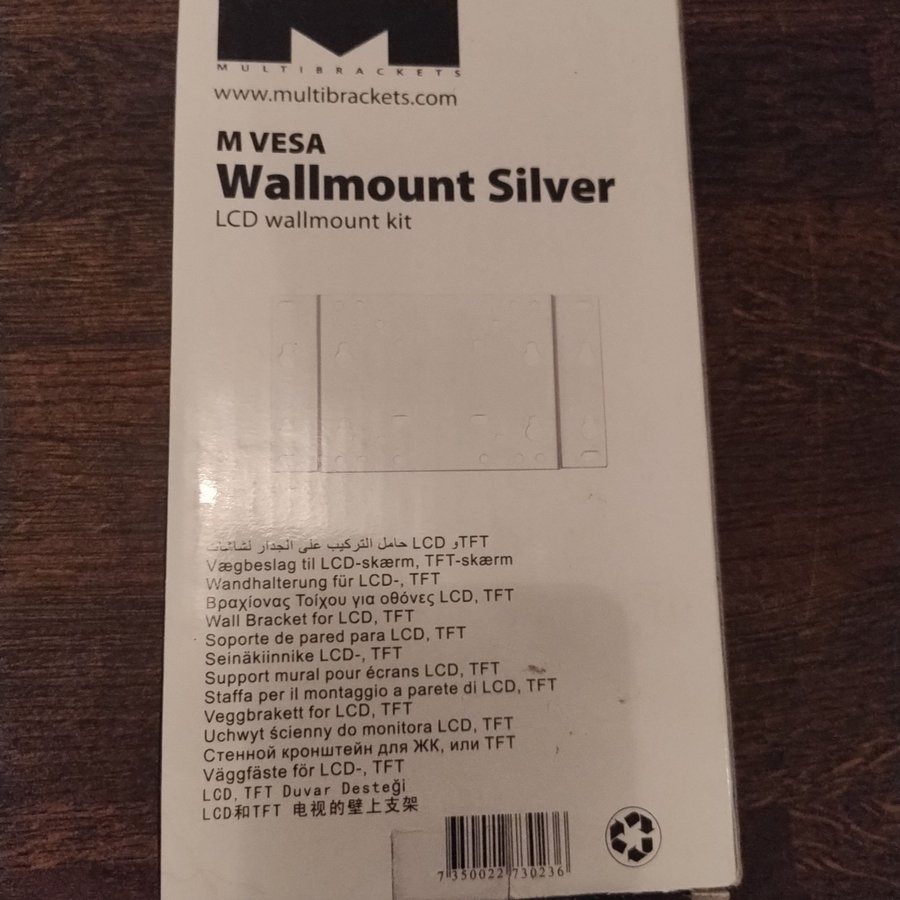 MULTIBRACKETS
www.multibrackets.com
M VESA
Wallmount Silver
LCD wallmount kit
حامل التركيب على الجدار لشاشات LCD و TFT
Vægbeslag til LCD-skærm, TFT-skærm
Wandhalterung für LCD-, TFT
Βραχίονας Τοίχου για οθόνες LCD, TFT
Wall Bracket for LCD, TFT
Soporte de pared para LCD, TFT
Seinäkiinnike LCD-, TFT
Support mural pour écrans LCD, TFT
Staffa per il montaggio a parete di LCD, TFT
Veggbrakett for LCD, TFT
Uchwyt ścienny do monitora LCD, TFT
Стенной кронштейн для ЖК, или TFT
Väggfäste för LCD-, TFT
LCD, TFT Duvar Desteği
LCD和TFT 电视的壁上支架
7 350022 730236